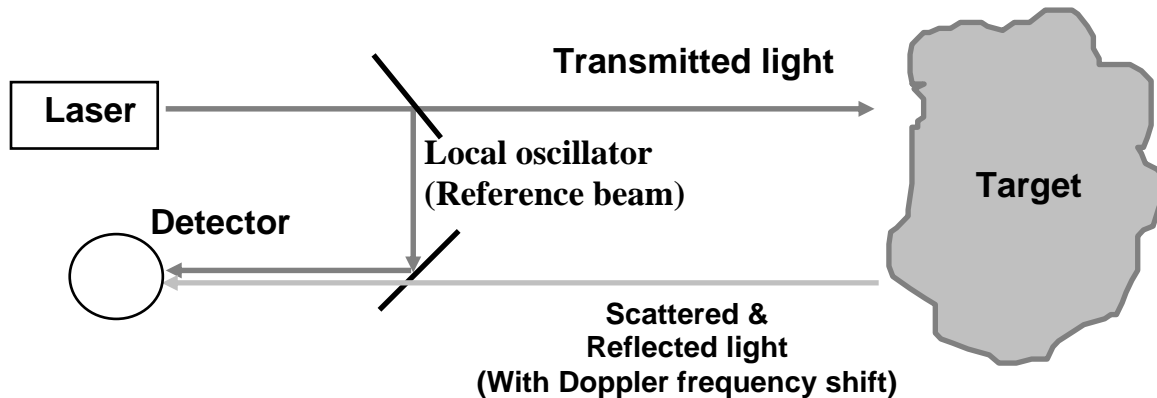 Transmitted light
Laser
Local oscillator
(Reference beam)
Target
Detector
Scattered &
Reflected light
(With Doppler frequency shift)